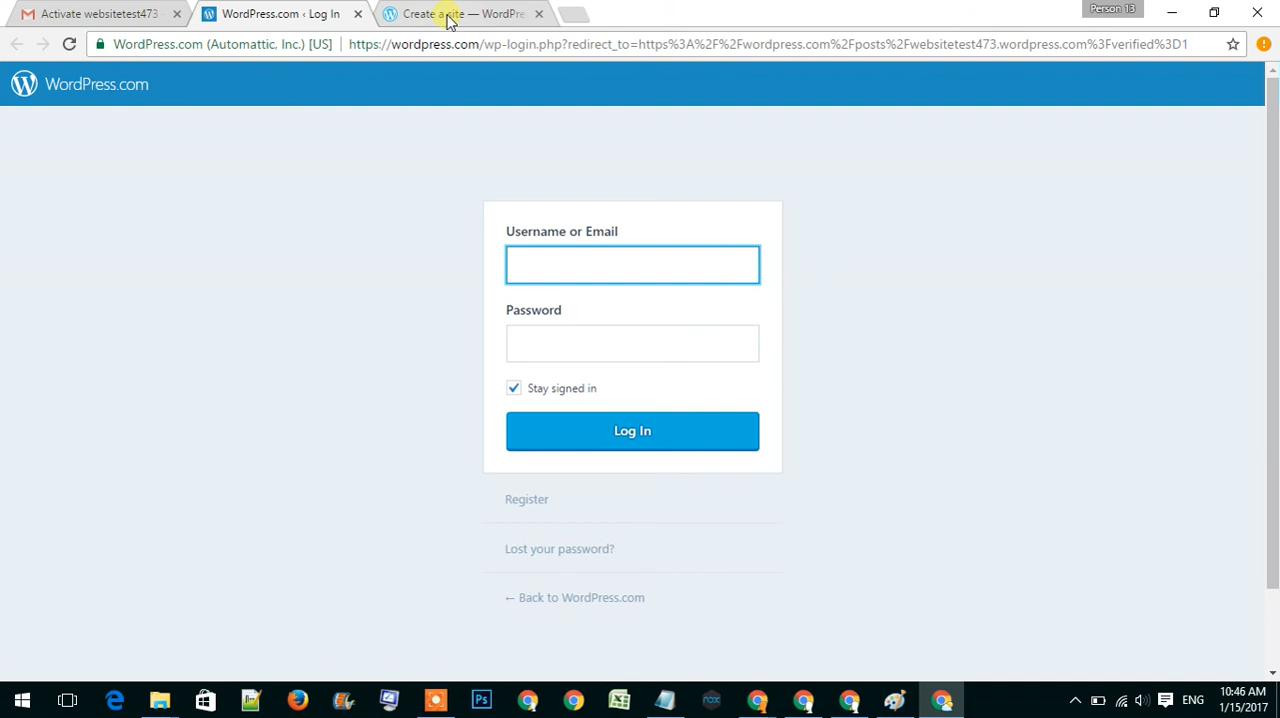 Activate websitetest473
WordPress.com ‹ Log In
Create a site — WordPre
Person 13
WordPress.com (Automattic, Inc.) [US]
https://wordpress.com/wp-login.php?redirect_to=https%3A%2F%2Fwordpress.com%2Fposts%2Fwebsitetest473.wordpress.com%3Fverified%3D1
WordPress.com
Username or Email
Password
Stay signed in
Log In
Register
Lost your password?
← Back to WordPress.com
ENG
10:46 AM
1/15/2017